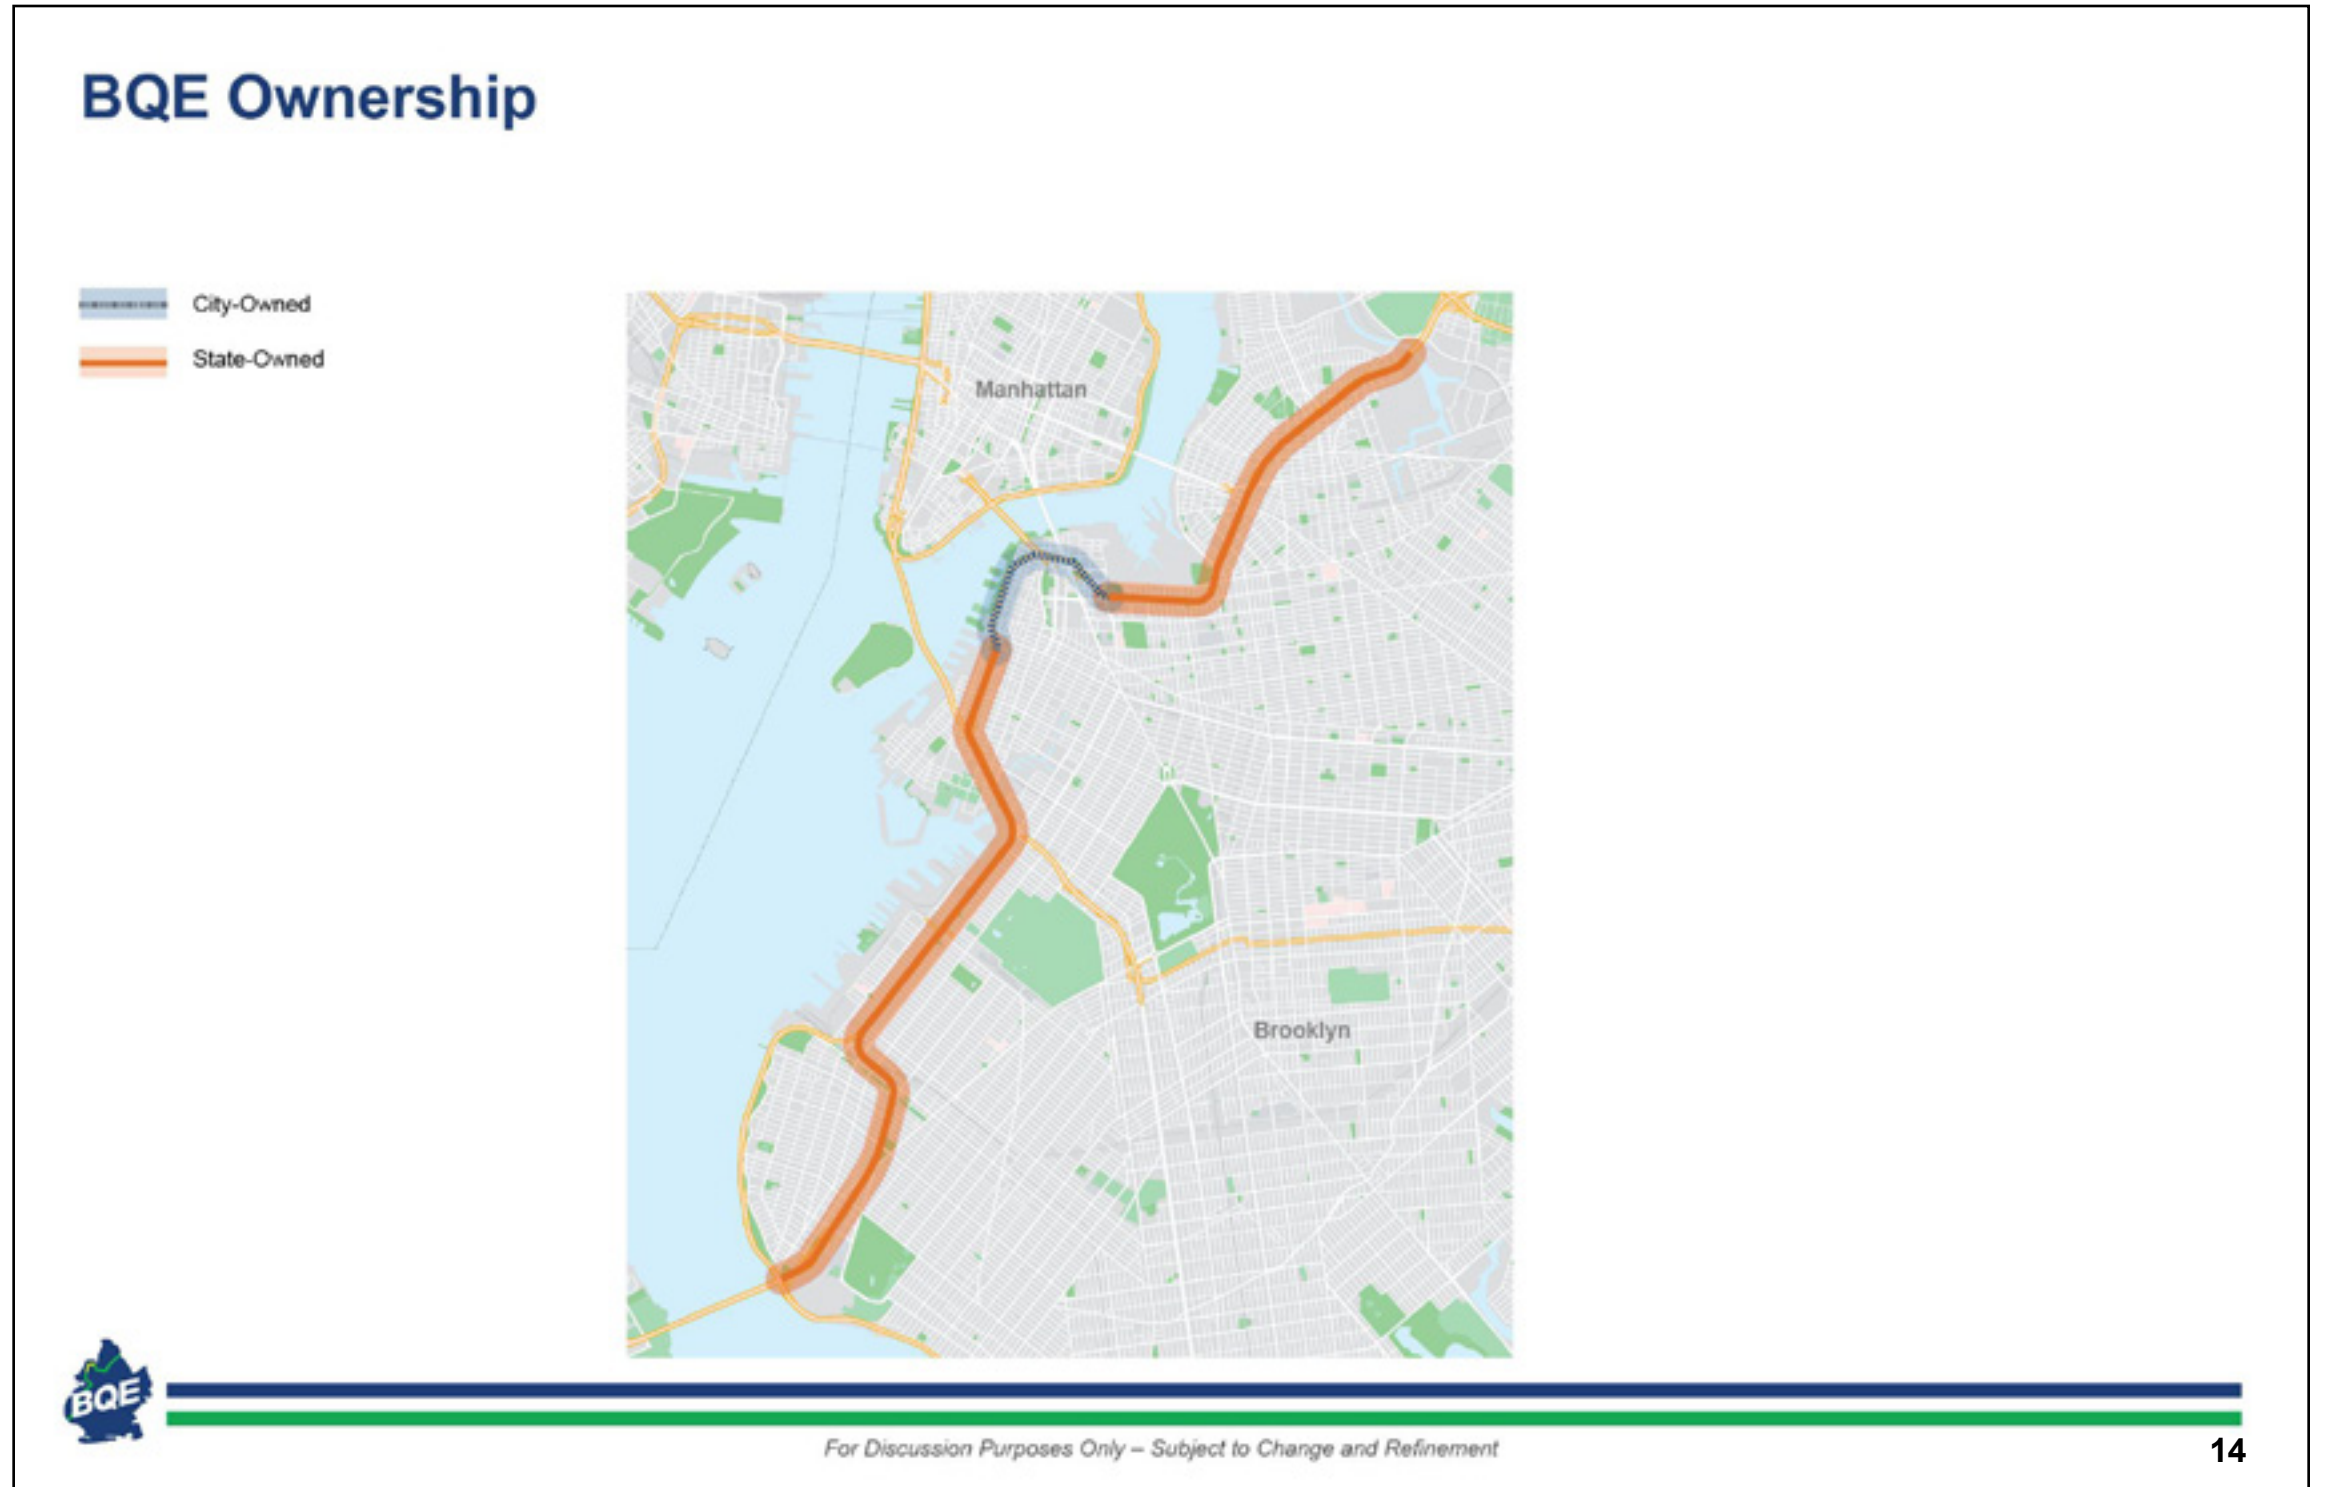 BQE Ownership
City-Owned
State-Owned
Manhattan
Brooklyn
BQE
For Discussion Purposes Only – Subject to Change and Refinement
14